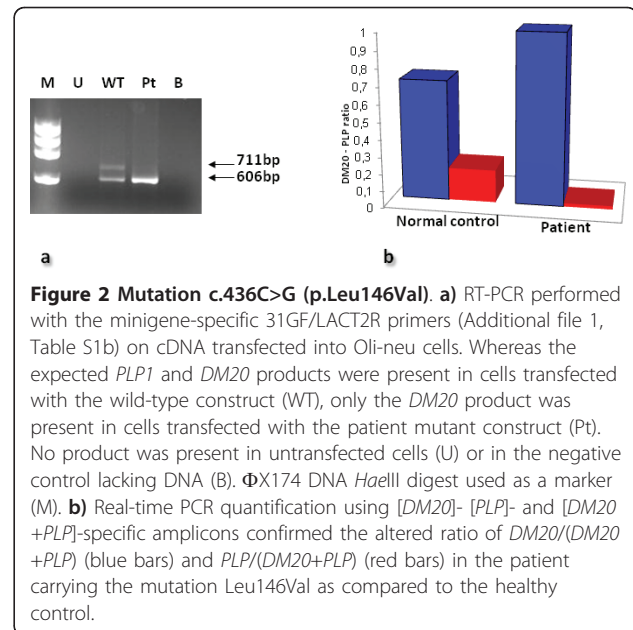 M U WT Pt B
711bp
606bp
a
DM20 - PLP ratio
1
0,9
0,8
0,7
0,6
0,5
0,4
0,3
0,2
0,1
0
Normal control Patient
b
Figure 2 Mutation c.436C>G (p.Leu146Val). a) RT-PCR performed
with the minigene-specific 31GF/LACT2R primers (Additional file 1,
Table S1b) on cDNA transfected into Oli-neu cells. Whereas the
expected PLP1 and DM20 products were present in cells transfected
with the wild-type construct (WT), only the DM20 product was
present in cells transfected with the patient mutant construct (Pt).
No product was present in untransfected cells (U) or in the negative
control lacking DNA (B). ΦX174 DNA HaeIII digest used as a marker
(M). b) Real-time PCR quantification using [DM20]- [PLP]- and [DM20
+PLP]-specific amplicons confirmed the altered ratio of DM20/(DM20
+PLP) (blue bars) and PLP/(DM20+PLP) (red bars) in the patient
carrying the mutation Leu146Val as compared to the healthy
control.